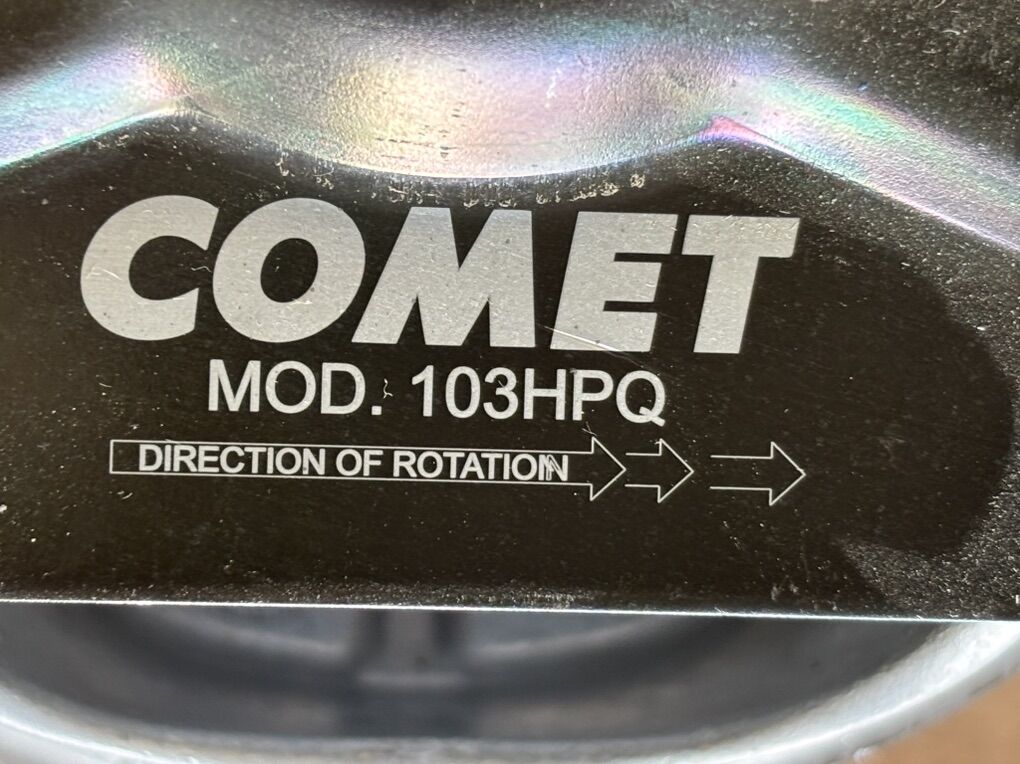 COMET
MOD. 103HPQ
DIRECTION OF ROTATION